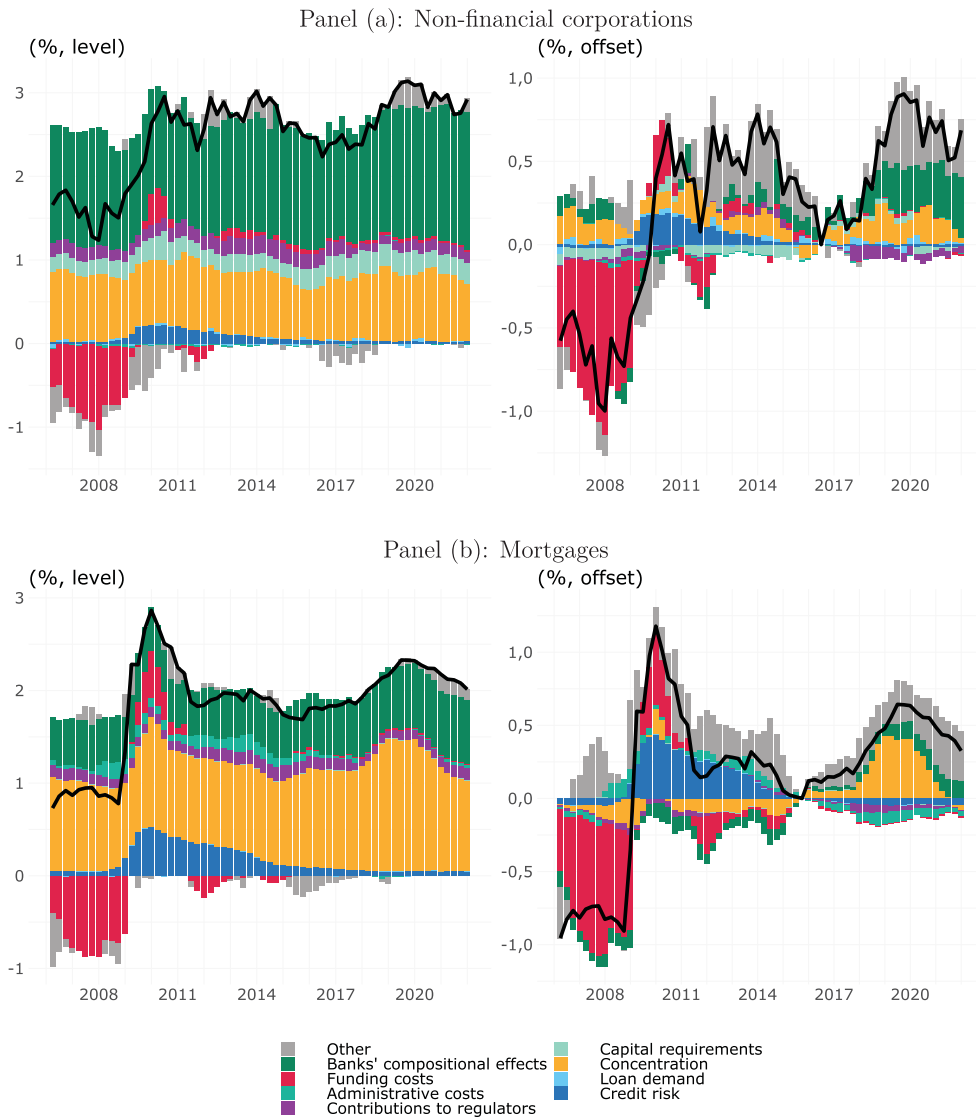 Panel (a): Non-financial corporations
(%, level)
(%, offset)
3
2
1
0
-1
2008 2011 2014 2017 2020
1,0
0,5
0,0
-0,5
-1,0
2008 2011 2014 2017 2020
Panel (b): Mortgages
(%, level)
(%, offset)
3
2
1
0
-1
2008 2011 2014 2017 2020
1,0
0,5
0,0
-0,5
-1,0
2008 2011 2014 2017 2020
Other
Banks' compositional effects
Funding costs
Administrative costs
Contributions to regulators
Capital requirements
Concentration
Loan demand
Credit risk